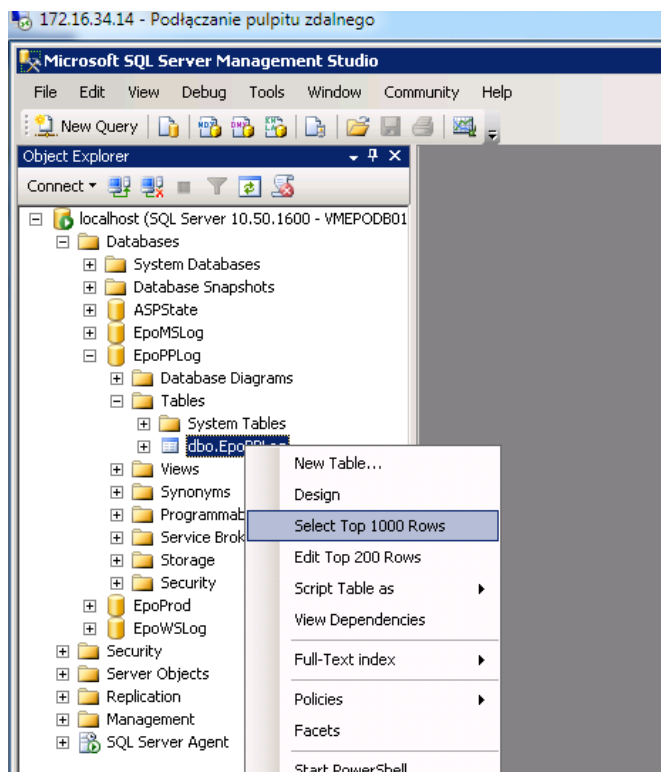 172.16.34.14 - Podłączanie pulpitu zdalnego
Microsoft SQL Server Management Studio
File Edit View Debug Tools Window Community Help
New Query
Object Explorer
Connect
localhost (SQL Server 10.50.1600 - VMEPODB01
Databases
System Databases
Database Snapshots
ASPState
EpoMSLog
EpoPPLog
Database Diagrams
Tables
System Tables
dbo.EpoPPLog
Views
Synonyms
Programmab
Service Brok
Storage
Security
EpoProd
EpoWSLog
Security
Server Objects
Replication
Management
SQL Server Agent
New Table...
Design
Select Top 1000 Rows
Edit Top 200 Rows
Script Table as
View Dependencies
Full-Text index
Policies
Facets
Start PowerShell